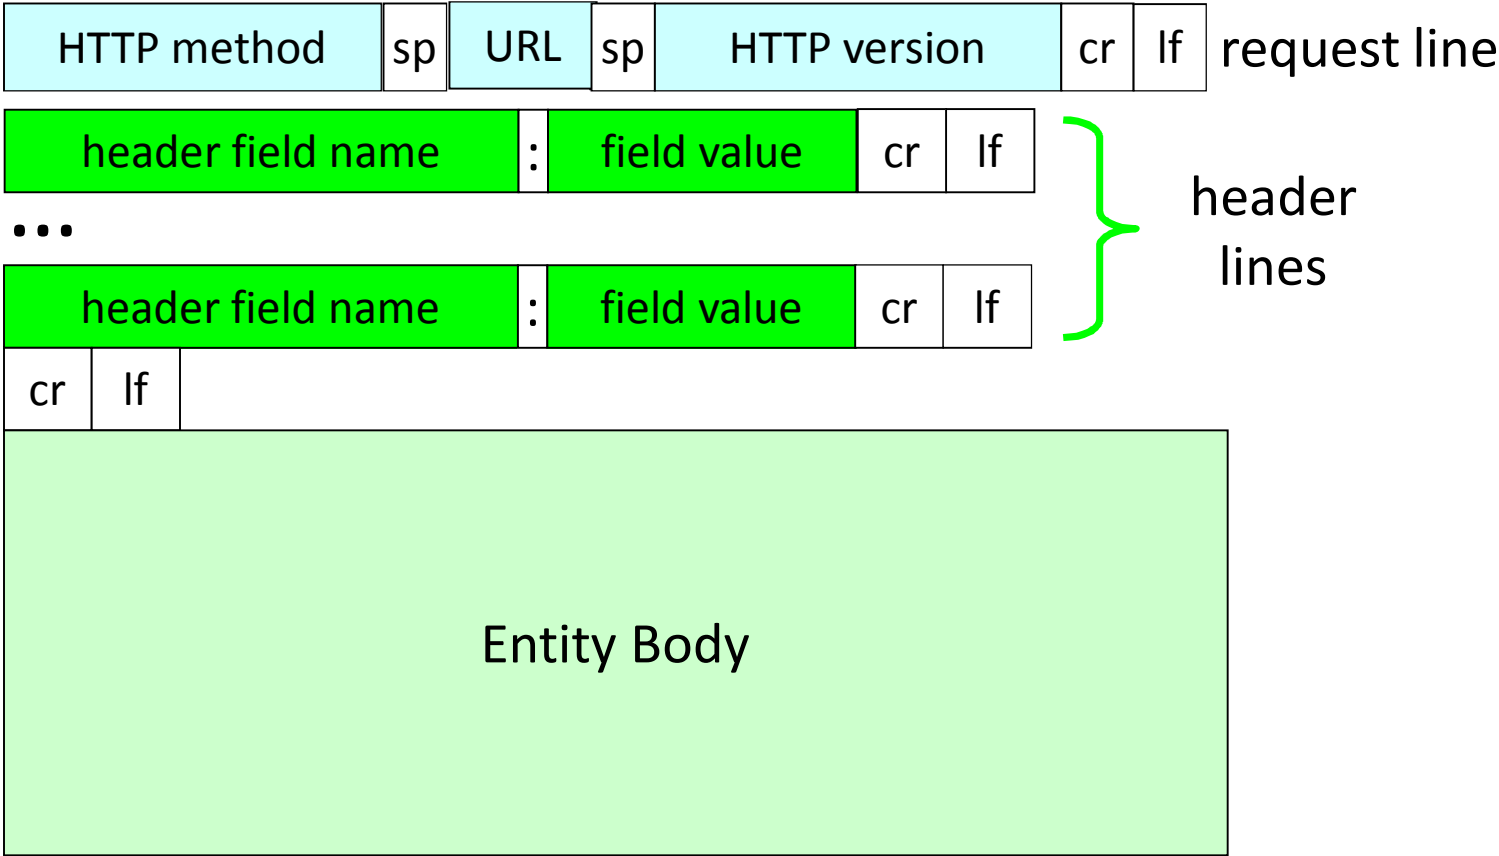 HTTP method sp URL sp HTTP version cr lf request line
header field name : field value cr lf
...
header
lines
header field name : field value cr lf
cr lf
Entity Body